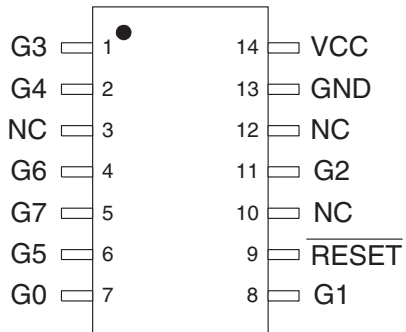 G3 1 14 VCC
G4 2 13 GND
NC 3 12 NC
G6 4 11 G2
G7 5 10 NC
G5 6 9 RESET
G0 7 8 G1